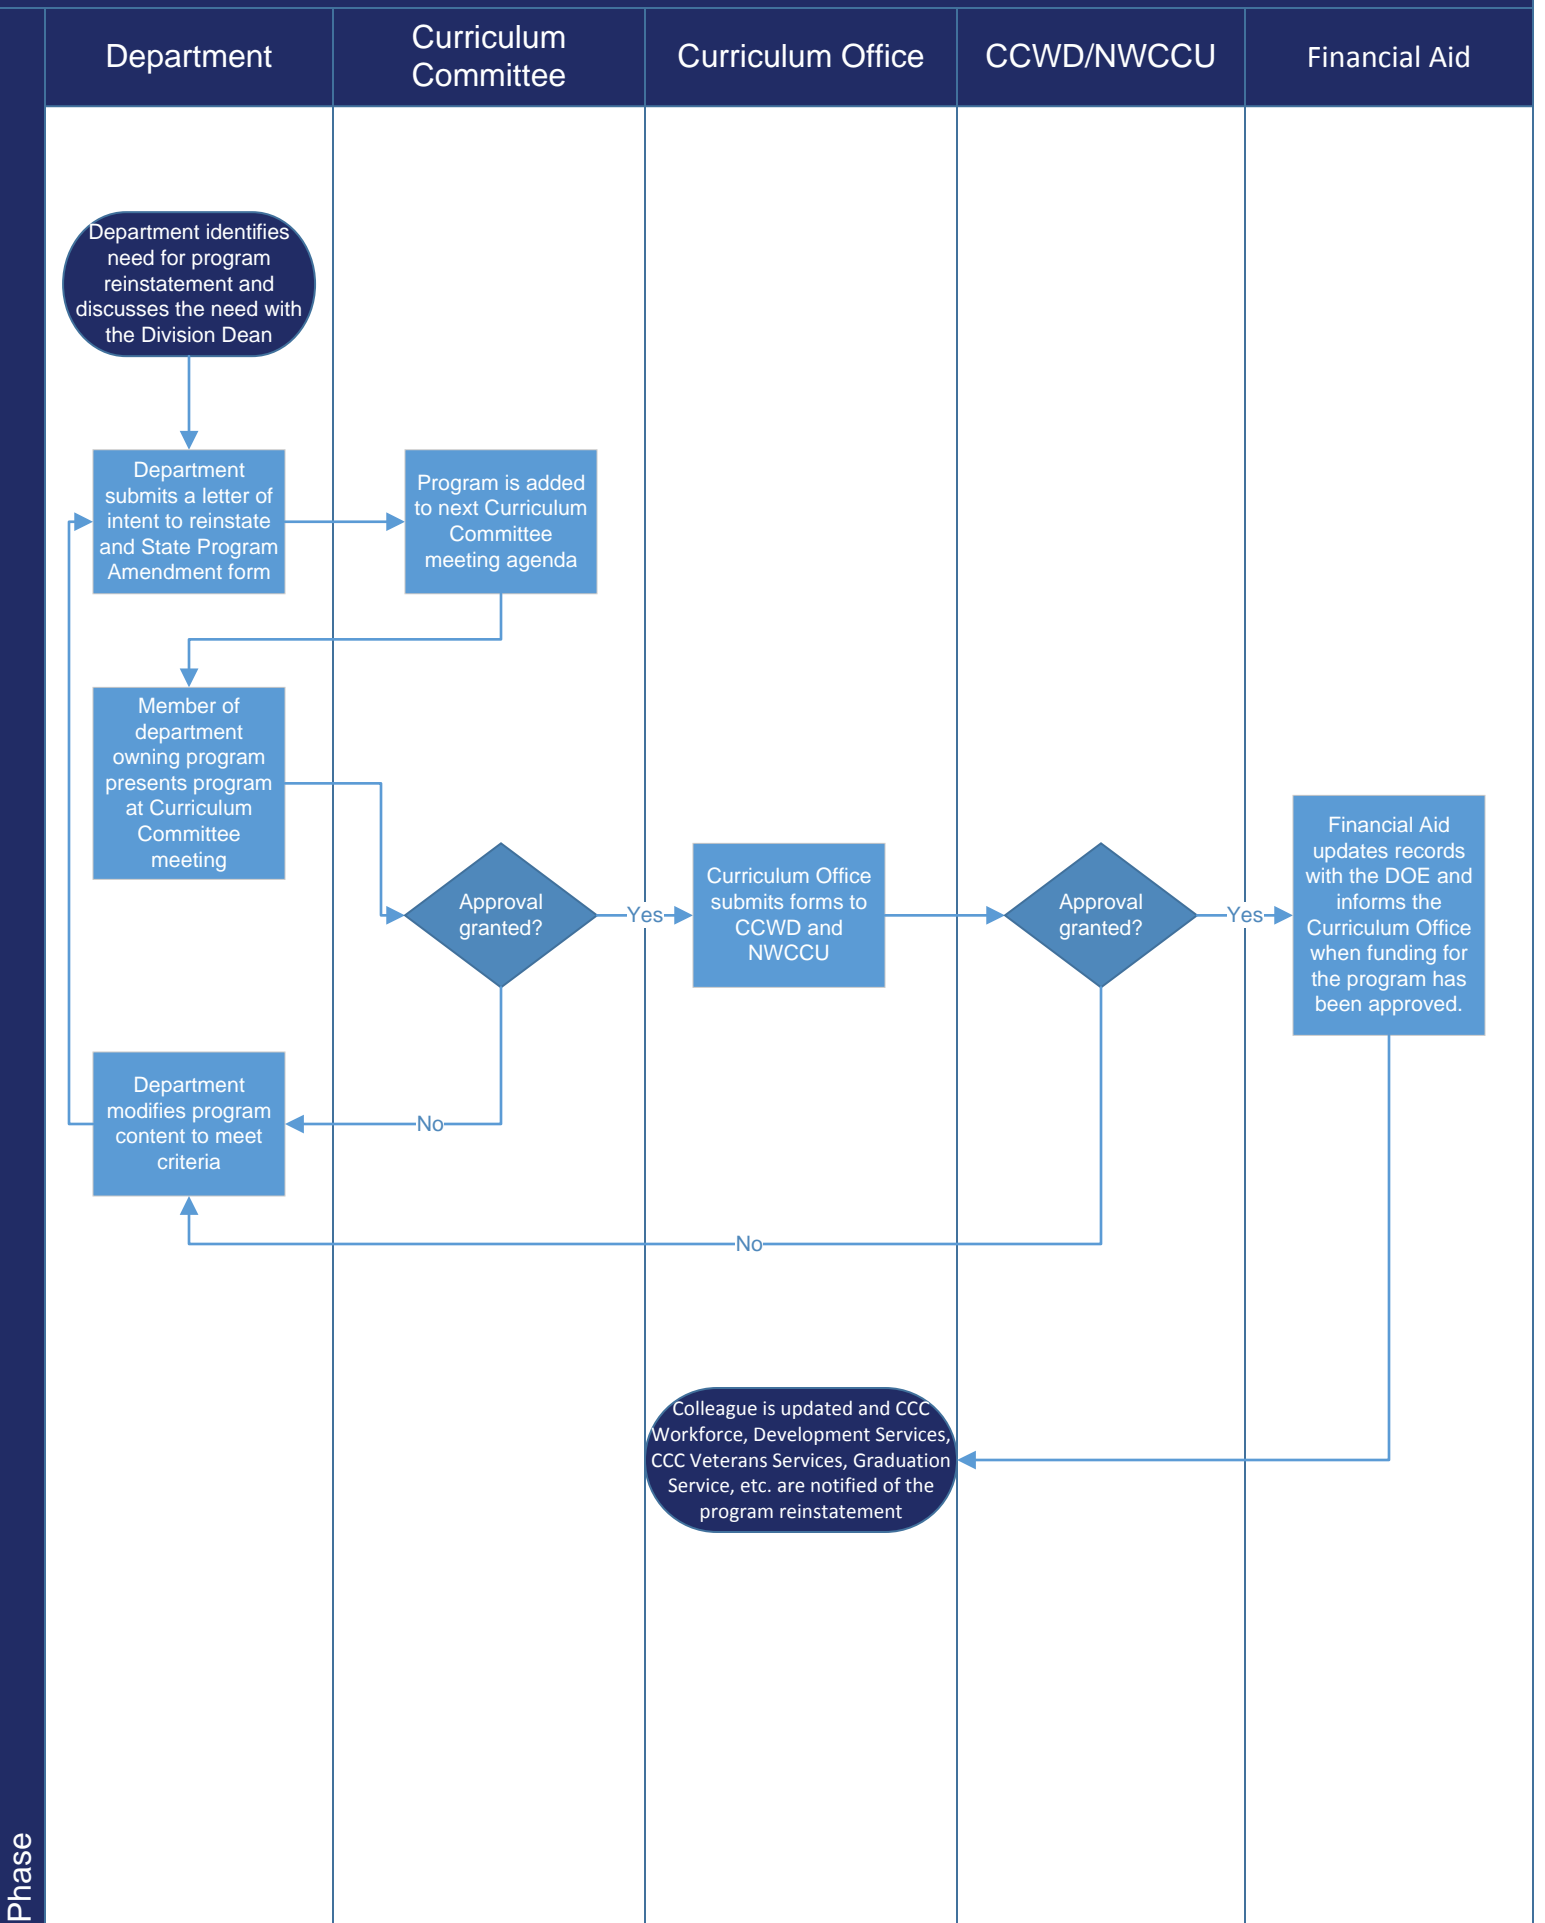 Department
Curriculum
Committee
Curriculum Office
CCWD/NWCCU
Financial Aid
Department identifies
need for program
reinstatement and
discusses the need with
the Division Dean
Department
submits a letter of
intent to reinstate
and State Program
Amendment form
Program is added
to next Curriculum
Committee
meeting agenda
Member of
department
owning program
presents program
at Curriculum
Committee
meeting
Approval
granted?
Yes
Curriculum Office
submits forms to
CCWD and
NWCCU
Approval
granted?
Yes
Financial Aid
updates records
with the DOE and
informs the
Curriculum Office
when funding for
the program has
been approved.
Department
modifies program
content to meet
criteria
No
No
Colleague is updated and CCC
Workforce, Development Services,
CCC Veterans Services, Graduation
Service, etc. are notified of the
program reinstatement
Phase